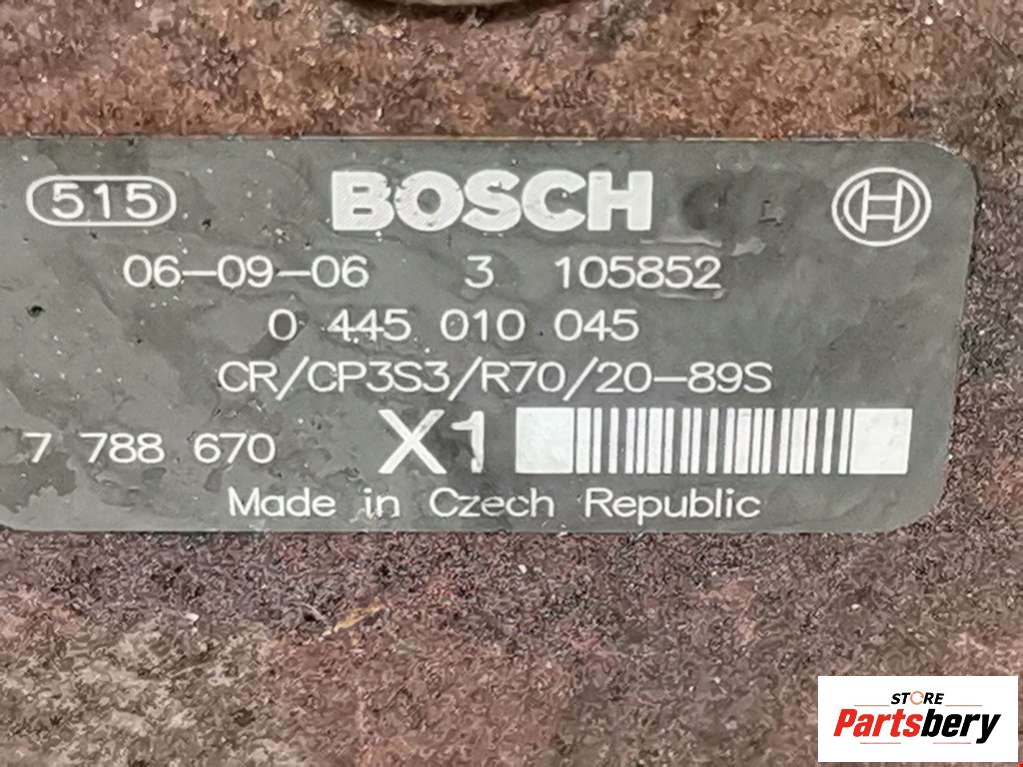 515 BOSCH
06-09-06 3 105852
0 445 010 045
CR/CP3S3/R70/20-89S
7 788 670 X1
Made in Czech Republic
STORE
Partsbery